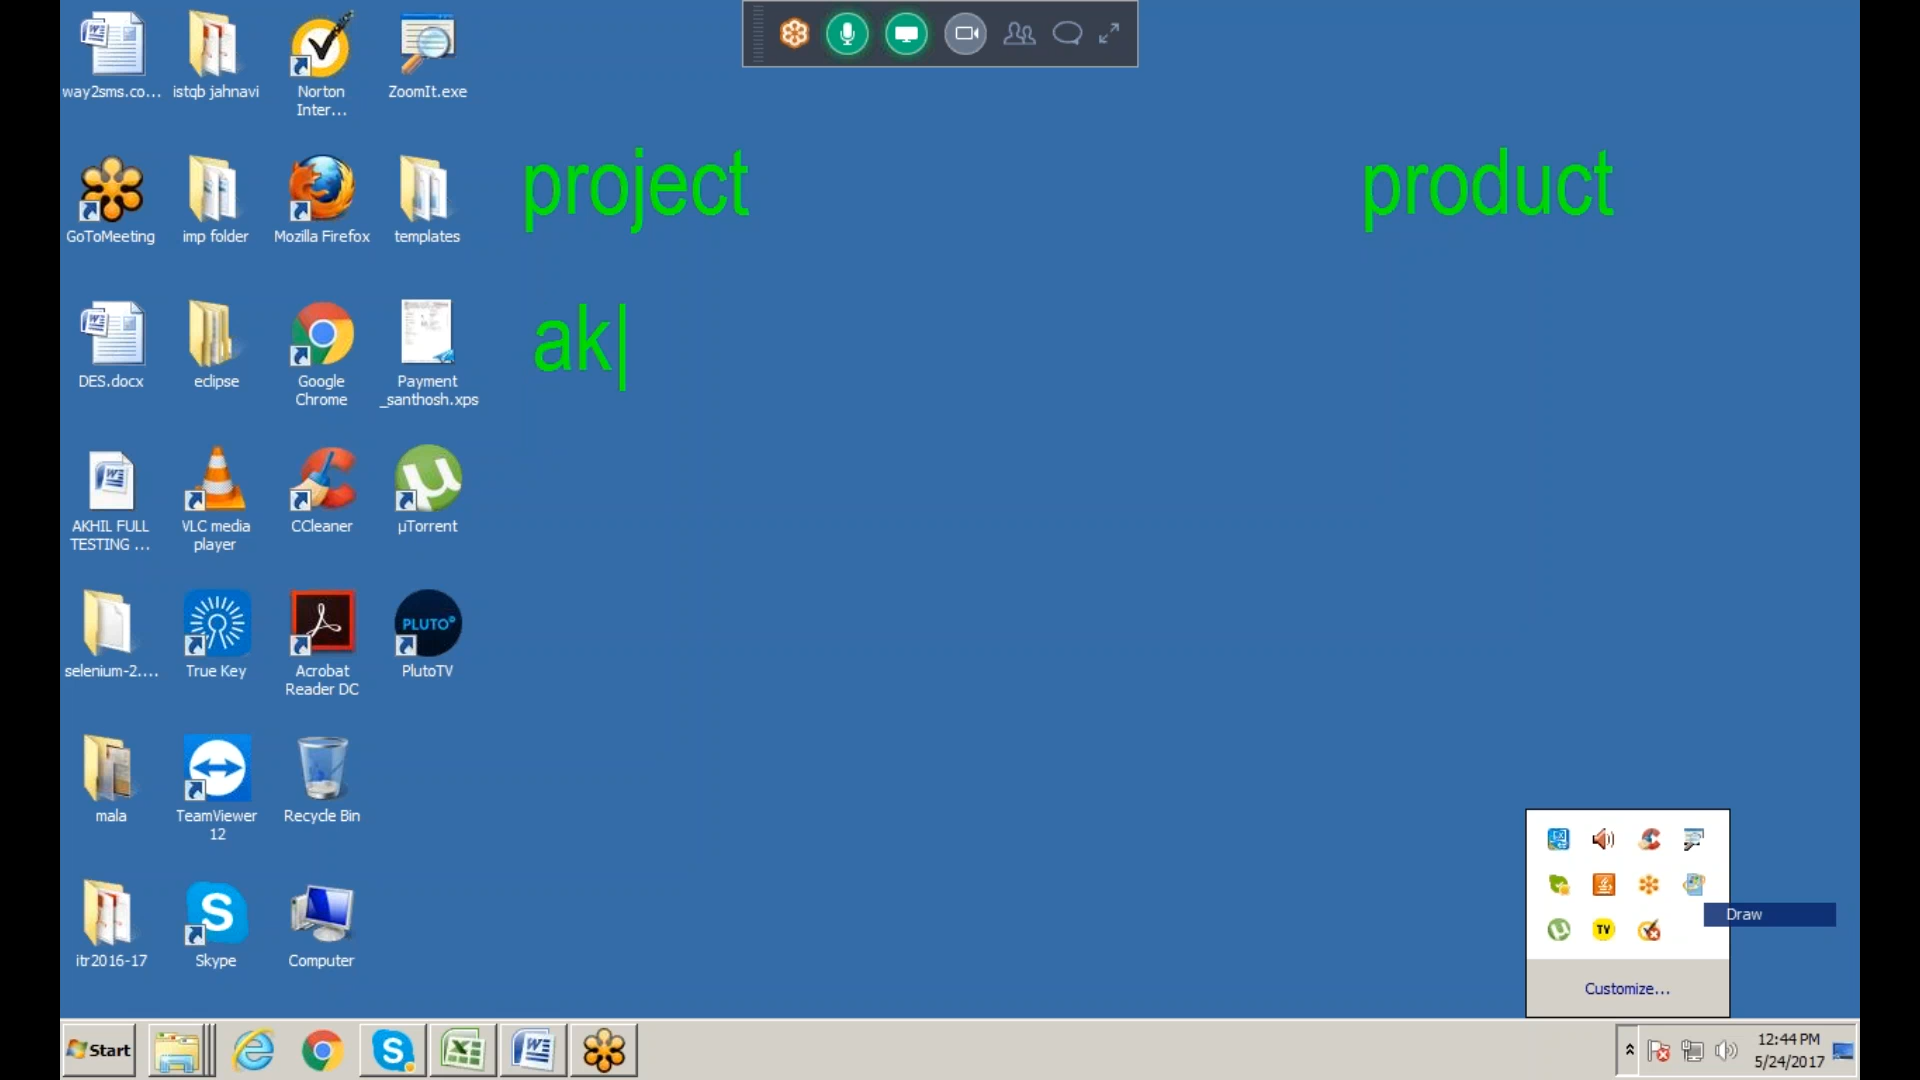 way2sms.co...
istqb jahnavi
Norton
Inter...
ZoomIt.exe
project
product
GoToMeeting
imp folder
Mozilla Firefox
templates
ak
DES.docx
eclipse
Google
Chrome
Payment
_santhosh.xps
AKHIL FULL
TESTING ...
VLC media
player
CCleaner
µTorrent
PLUTO
selenium-2....
True Key
Acrobat
Reader DC
PlutoTV
mala
TeamViewer
12
Recycle Bin
itr2016-17
Skype
Computer
TV
Draw
Customize...
Start
12:44 PM
5/24/2017